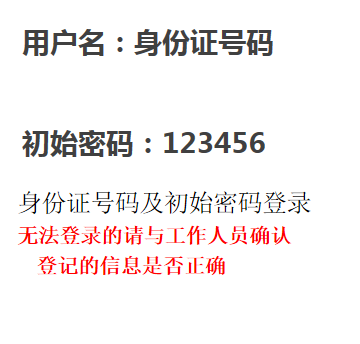 用户名：身份证号码
初始密码：123456
身份证号码及初始密码登录
无法登录的请与工作人员确认
登记的信息是否正确